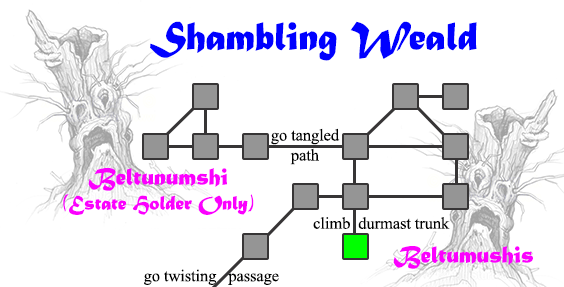 Shambling Weald
go tangled
path
Beltunumshi
(Estate Holder Only)
climb durmast trunk
Beltumushis
go twisting passage